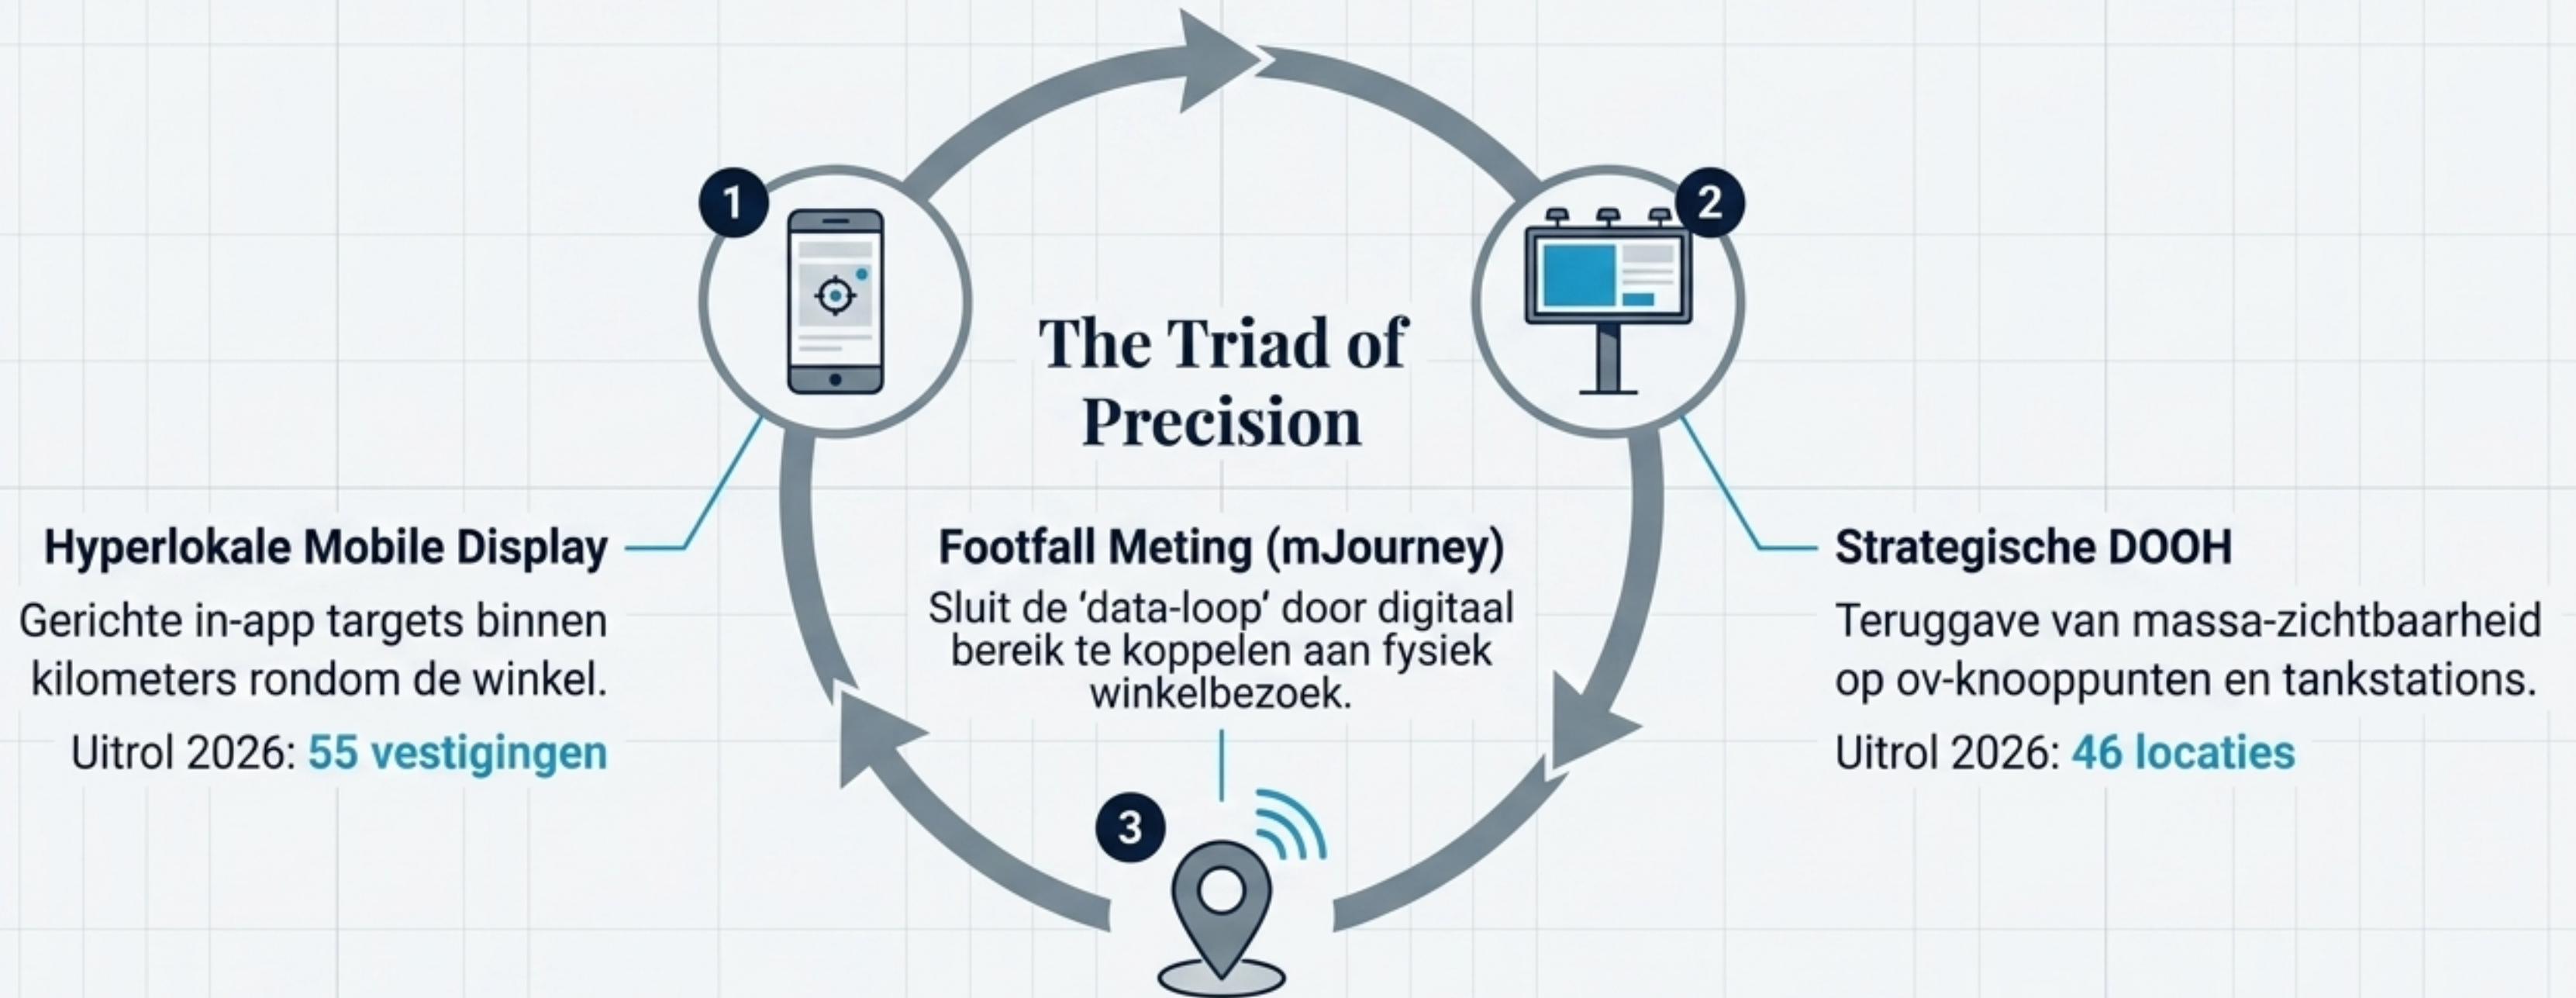 1
2
The Triad of
Precision
Hyperlokale Mobile Display
Gerichte in-app targets binnen
kilometers rondom de winkel.
Uitrol 2026: 55 vestigingen
Footfall Meting (mJourney)
Sluit de ‘data-loop‘ door digitaal
bereik te koppelen aan fysiek
winkelbezoek.
3
Strategische DOOH
Teruggave van massa-zichtbaarheid
op ov-knooppunten en tankstations.
Uitrol 2026: 46 locaties